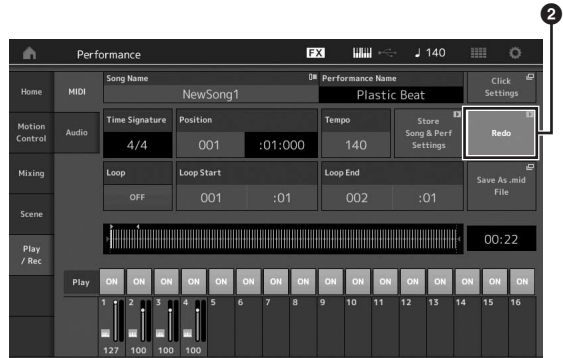 2
Performance FX 140
Home
MIDI
Song Name
NewSong1
Performance Name
Plastic Beat
Click
Settings
Motion
Control
Audio
Time Signature
4/4
Position
001 :01:000
Tempo
140
Store
Song & Perf
Settings
Redo
Mixing
Loop
OFF
Loop Start
001 :01
Loop End
002 :01
Save As .mid
File
Scene
Play
/ Rec
00:22
Play ON ON ON ON ON ON ON ON ON ON ON ON ON ON ON ON
1 2 3 4 5 6 7 8 9 10 11 12 13 14 15 16
127 100 100 100